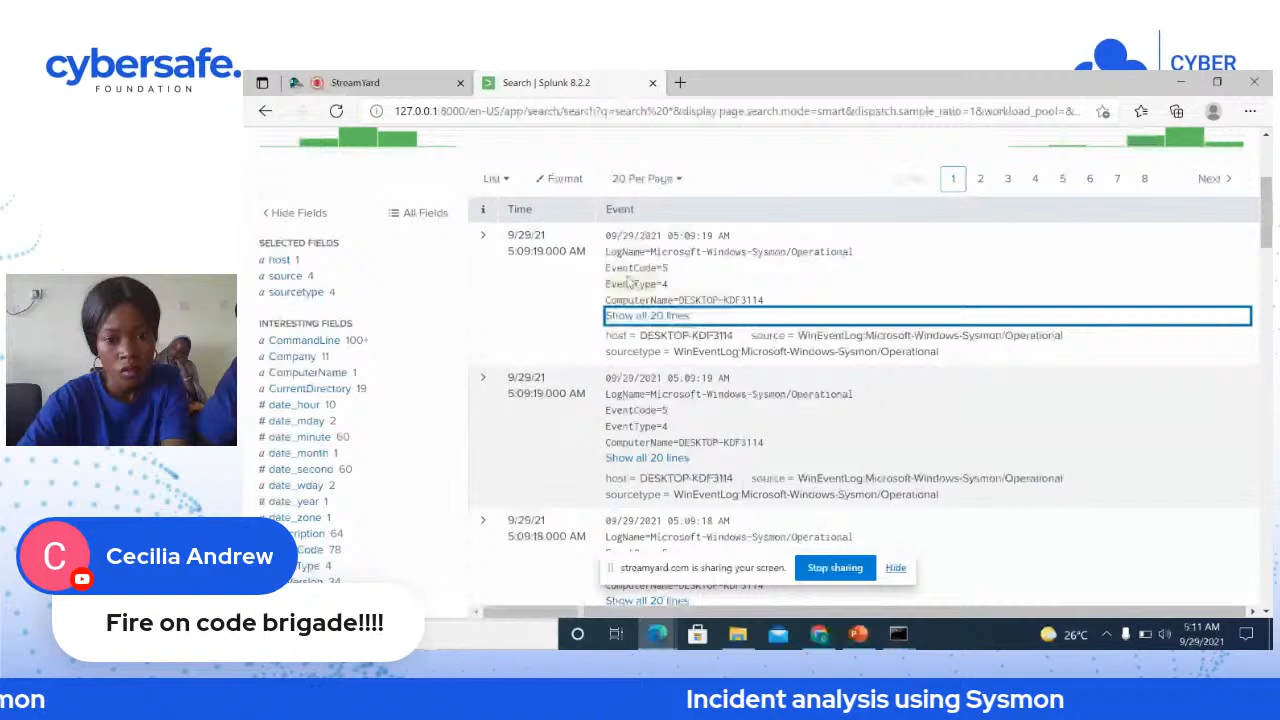 cybersafe.
FOUNDATION
CYBER
StreamYard
Search | Splunk 8.2.2
127.0.0.1:8000/en-US/app/search/search?q=search%20*&display.page.search.mode=smart&dispatch.sample_ratio=1&workload_pool=&...
List
Format
20 Per Page
1 2 3 4 5 6 7 8 Next
Hide Fields
All Fields
i Time Event
SELECTED FIELDS
a host 1
a source 4
a sourcetype 4
INTERESTING FIELDS
a CommandLine 100+
a Company 11
a ComputerName 1
a CurrentDirectory 19
# date_hour 10
# date_mday 2
# date_minute 60
a date_month 1
# date_second 60
a date_wday 2
# date_year 1
a date_zone 1
cription 64
Code 78
Type 4
version 34
9/29/21
5:09:19.000 AM
09/29/2021 05:09:19 AM
LogName=Microsoft-Windows-Sysmon/Operational
EventCode=5
EventType=4
ComputerName=DESKTOP-KDF3114
Show all 20 lines
host = DESKTOP-KDF3114 source = WinEventLog:Microsoft-Windows-Sysmon/Operational
sourcetype = WinEventLog:Microsoft-Windows-Sysmon/Operational
9/29/21
5:09:19.000 AM
09/29/2021 05:09:19 AM
LogName=Microsoft-Windows-Sysmon/Operational
EventCode=5
EventType=4
ComputerName=DESKTOP-KDF3114
Show all 20 lines
host = DESKTOP-KDF3114 source = WinEventLog:Microsoft-Windows-Sysmon/Operational
sourcetype = WinEventLog:Microsoft-Windows-Sysmon/Operational
9/29/21
5:09:18.000 AM
09/29/2021 05:09:18 AM
LogName=Microsoft-Windows-Sysmon/Operational
streamyard.com is sharing your screen.
Stop sharing
Hide
ComputerName=DESKTOP-KDF3114
Show all 20 lines
C
Cecilia Andrew
Fire on code brigade!!!!
26°C
5:11 AM
9/29/2021
mon
Incident analysis using Sysmon